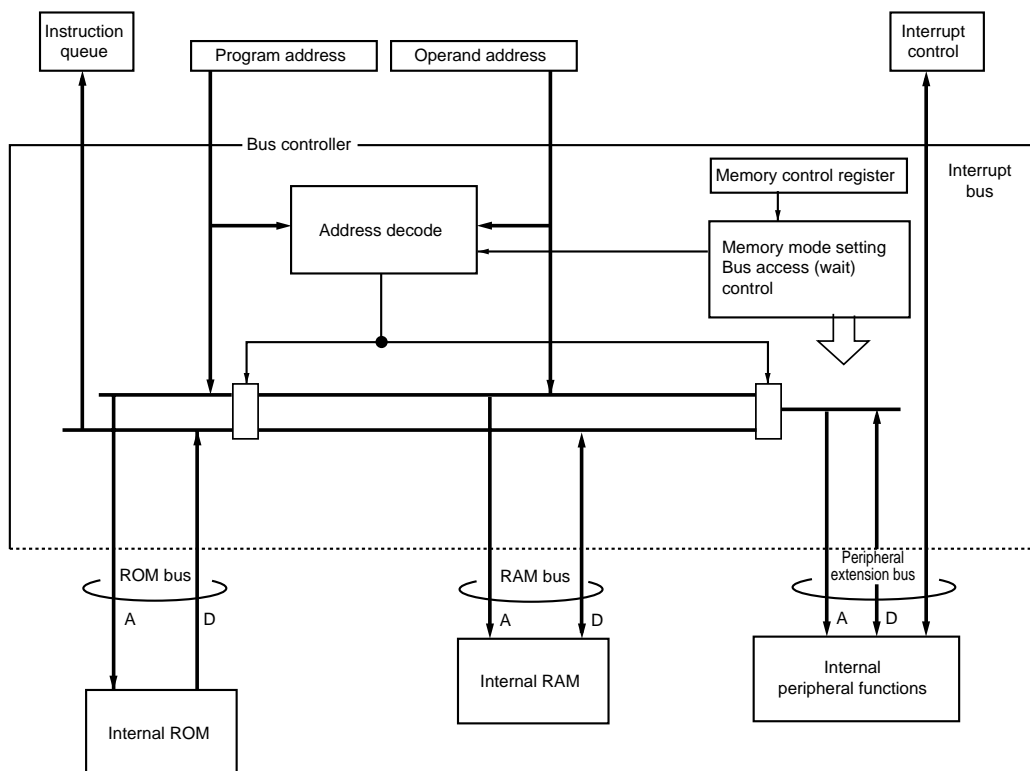 Instruction
queue
Program address
Operand address
Interrupt
control
Bus controller
Interrupt
bus
Memory control register
Address decode
Memory mode setting
Bus access (wait)
control
ROM bus
RAM bus
Peripheral
extension bus
A
D
A
D
A
D
Internal ROM
Internal RAM
Internal
peripheral functions